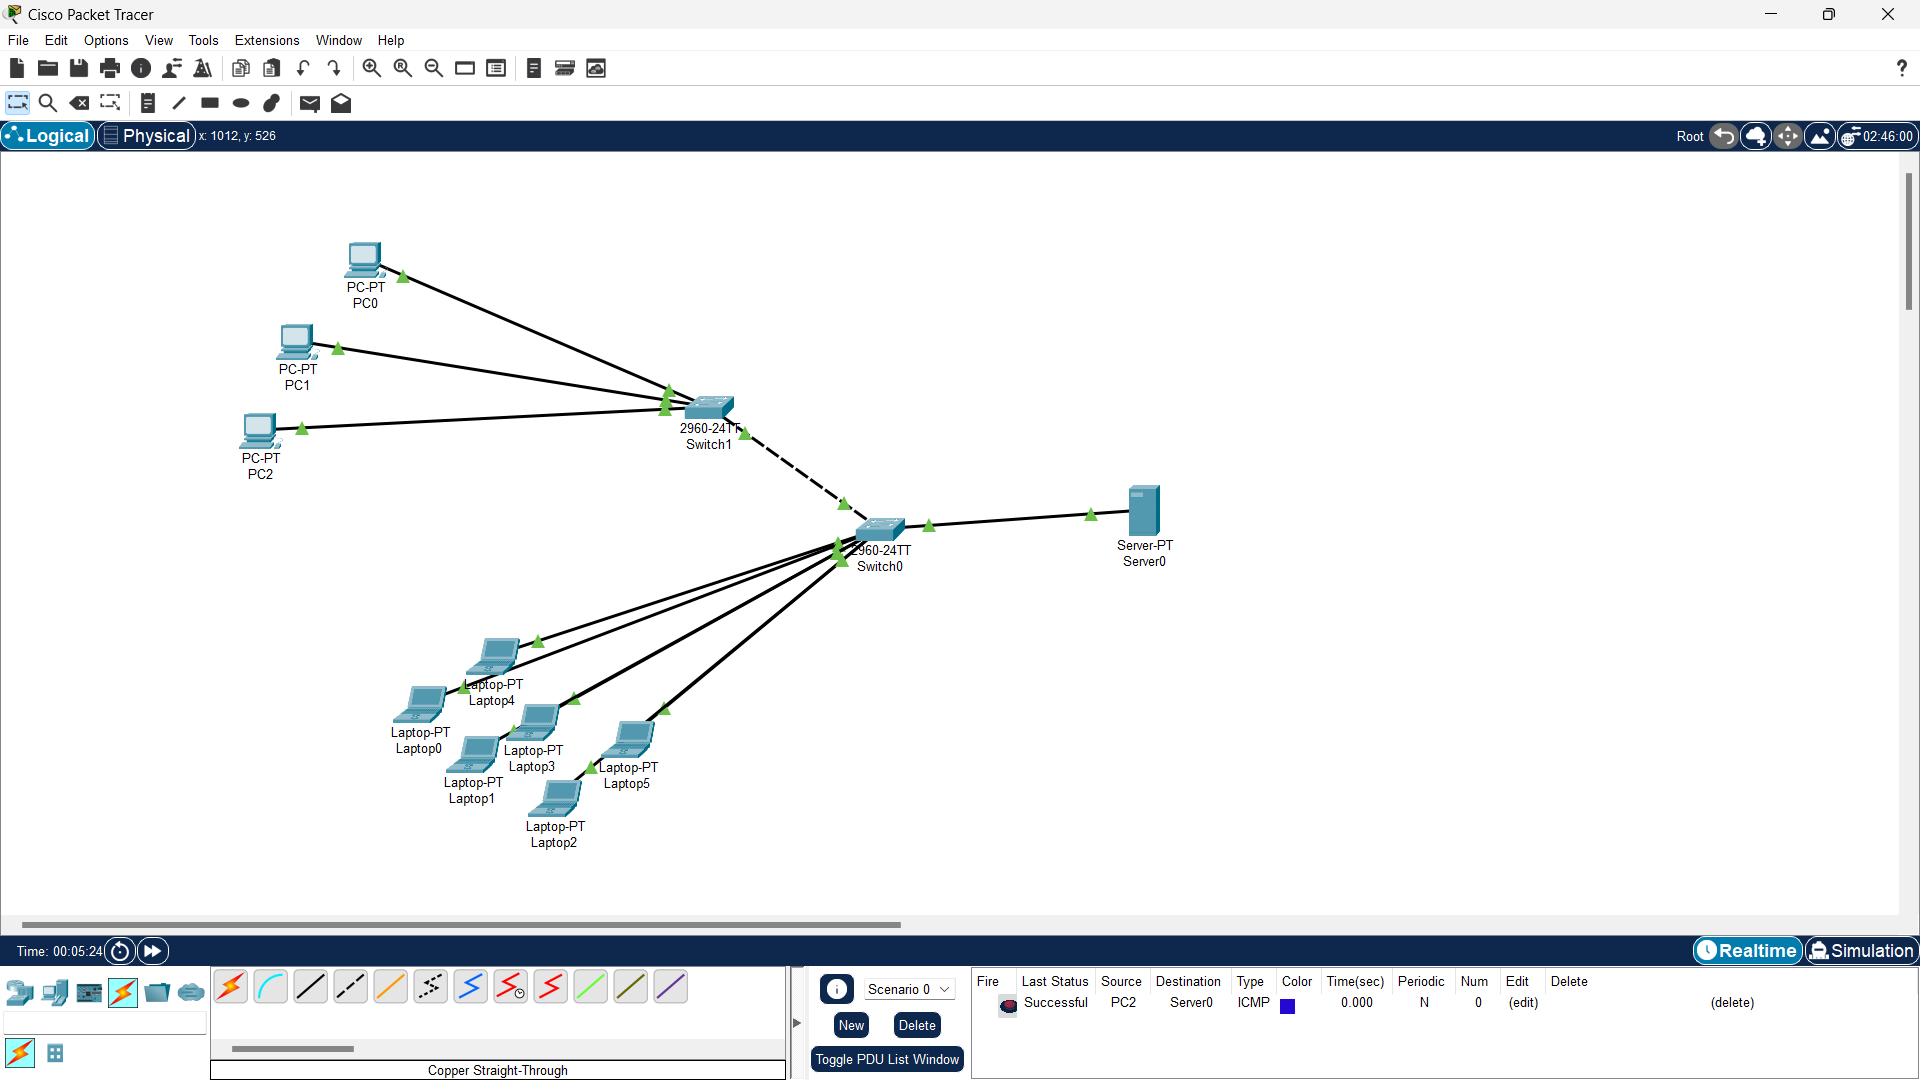 Cisco Packet Tracer
File Edit Options View Tools Extensions Window Help
?
Logical Physical x: 1012, y: 526 Root 02:46:00
PC-PT
PC0
PC-PT
PC1
PC-PT
PC2
2960-24TT
Switch1
2960-24TT
Switch0
Server-PT
Server0
Laptop-PT
Laptop4
Laptop-PT
Laptop0
Laptop-PT
Laptop3
Laptop-PT
Laptop1
Laptop-PT
Laptop5
Laptop-PT
Laptop2
Time: 00:05:24 Realtime Simulation
Scenario 0
New Delete
Toggle PDU List Window
Fire Last Status Source Destination Type Color Time(sec) Periodic Num Edit Delete
Successful PC2 Server0 ICMP 0.000 N 0 (edit) (delete)
Copper Straight-Through